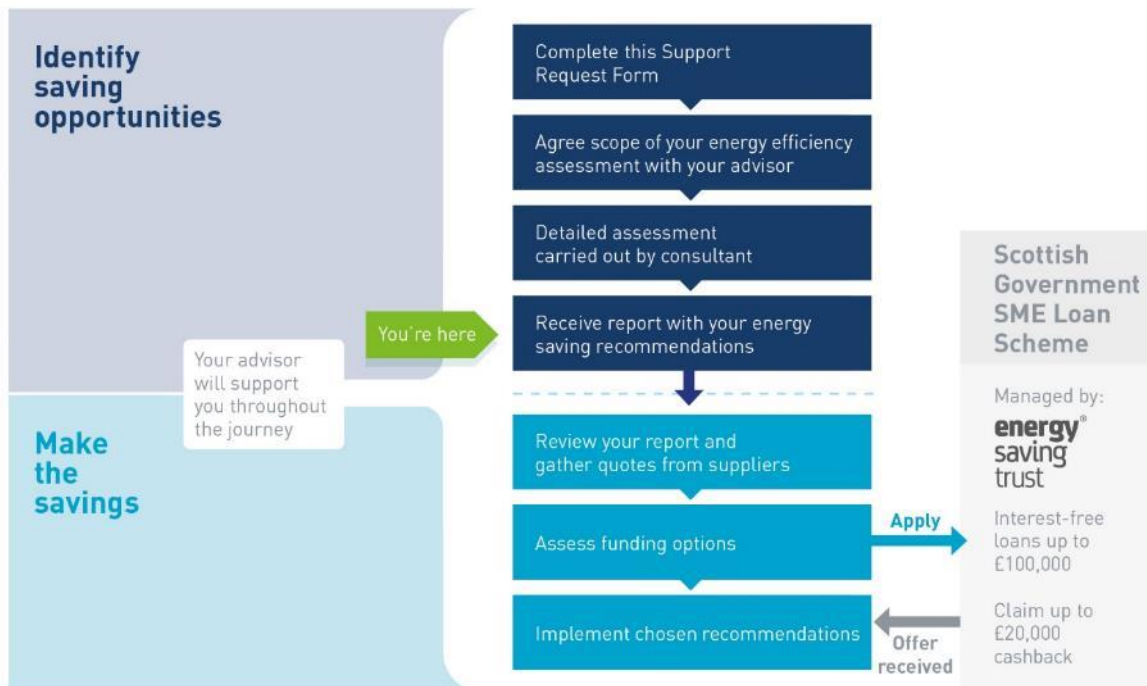 Identify
saving
opportunities
Complete this Support
Request Form
Agree scope of your energy efficiency
assessment with your advisor
Detailed assessment
carried out by consultant
You're here
Receive report with your energy
saving recommendations
Your advisor
will support
you throughout
the journey
Make
the
savings
Review your report and
gather quotes from suppliers
Assess funding options
Apply
Implement chosen recommendations
Offer
received
Scottish
Government
SME Loan
Scheme
Managed by:
energy®
saving
trust
Interest-free
loans up to
£100,000
Claim up to
£20,000
cashback